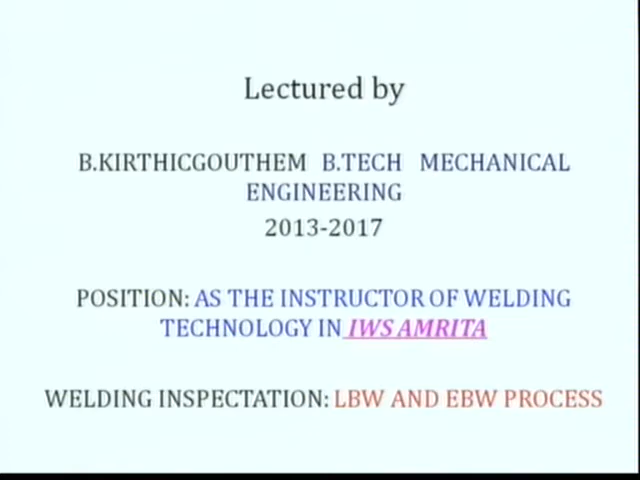 Lectured by
B.KIRTHICGOUTHEM B.TECH MECHANICAL
ENGINEERING
2013-2017
POSITION: AS THE INSTRUCTOR OF WELDING
TECHNOLOGY IN IWS AMRITA
WELDING INSPECTATION: LBW AND EBW PROCESS